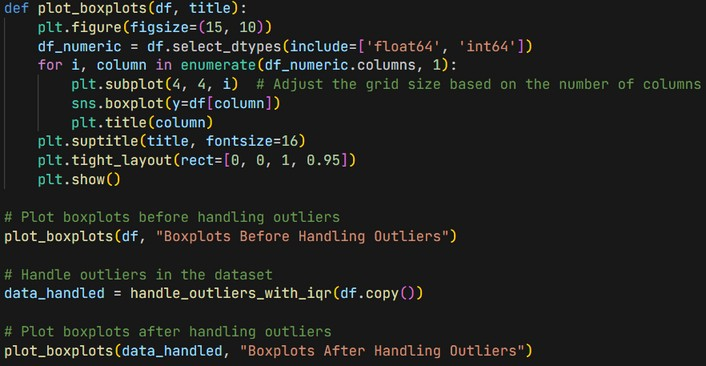 def plot_boxplots(df, title):
    plt.figure(figsize=(15, 10))
    df_numeric = df.select_dtypes(include=['float64', 'int64'])
    for i, column in enumerate(df_numeric.columns, 1):
        plt.subplot(4, 4, i)  # Adjust the grid size based on the number of columns
        sns.boxplot(y=df[column])
        plt.title(column)
    plt.suptitle(title, fontsize=16)
    plt.tight_layout(rect=[0, 0, 1, 0.95])
    plt.show()

# Plot boxplots before handling outliers
plot_boxplots(df, "Boxplots Before Handling Outliers")

# Handle outliers in the dataset
data_handled = handle_outliers_with_iqr(df.copy())

# Plot boxplots after handling outliers
plot_boxplots(data_handled, "Boxplots After Handling Outliers")